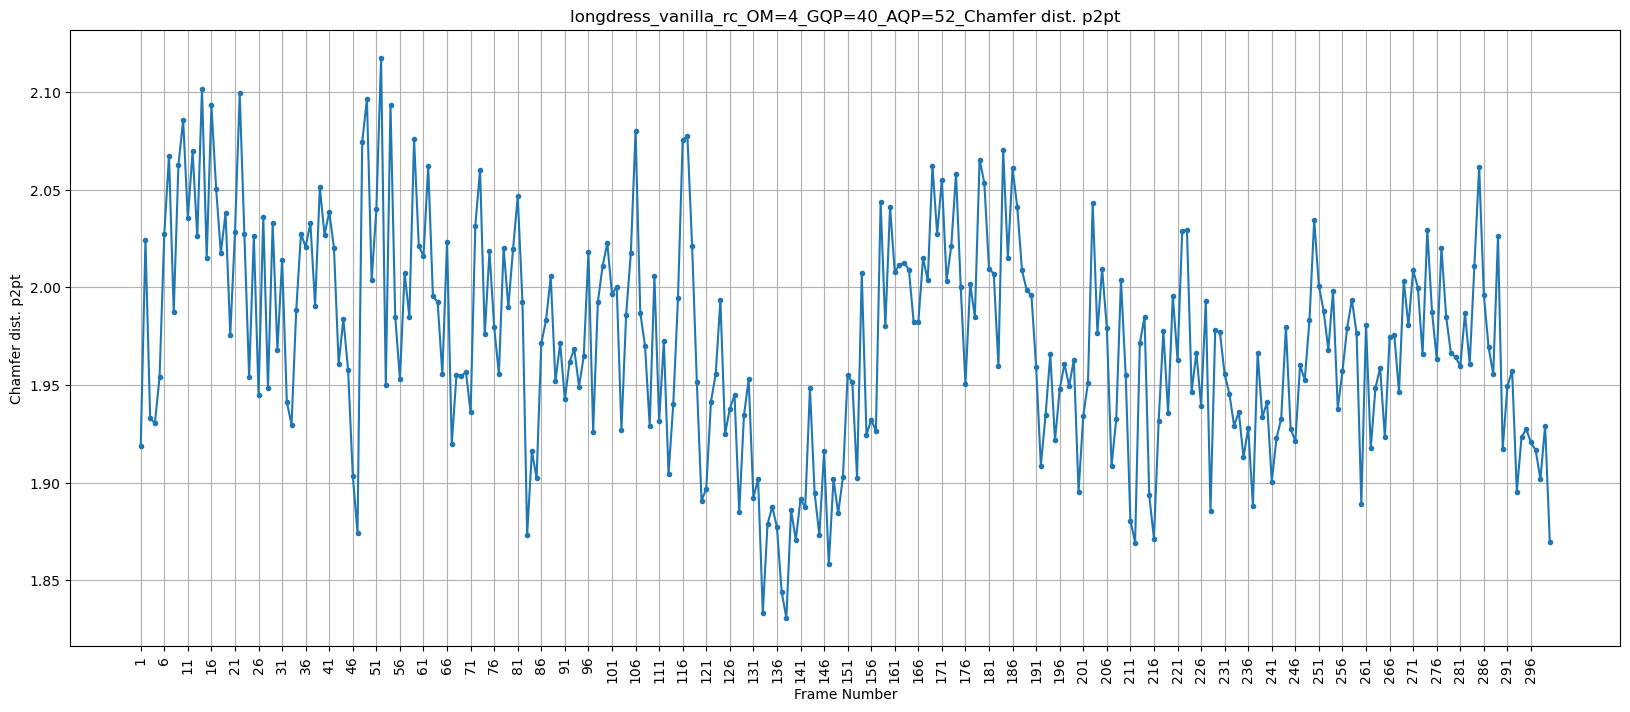 longdress_vanilla_rc_OM=4_GQP=40_AQP=52_Chamfer dist. p2pt
Chamfer dist. p2pt
2.10
2.05
2.00
1.95
1.90
1.85
1 6 11 16 21 26 31 36 41 46 51 56 61 66 71 76 81 86 91 96 101 106 111 116 121 126 131 136 141 146 151 156 161 166 171 176 181 186 191 196 201 206 211 216 221 226 231 236 241 246 251 256 261 266 271 276 281 286 291 296
Frame Number